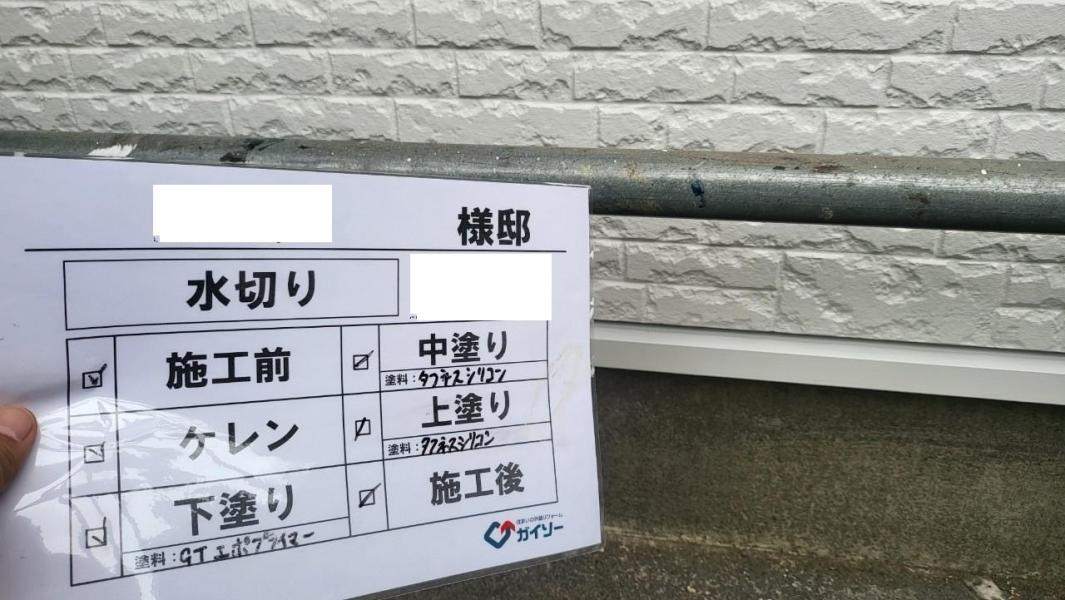 様邸
水切り
施工前
中塗り
塗料：タフネスシリコン
ケレン
上塗り
塗料：タフネスシリコン
下塗り
塗料：GTエポプライマー
施工後
ガイソー